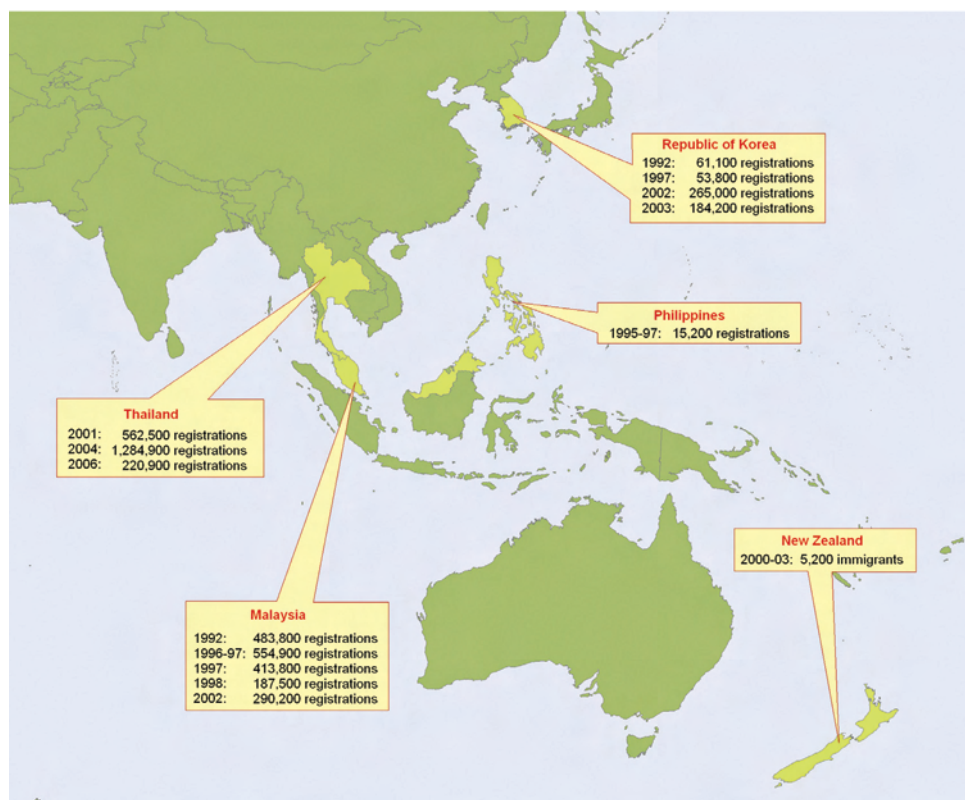 Republic of Korea
1992: 61,100 registrations
1997: 53,800 registrations
2002: 265,000 registrations
2003: 184,200 registrations
Philippines
1995-97: 15,200 registrations
Thailand
2001: 562,500 registrations
2004: 1,284,900 registrations
2006: 220,900 registrations
New Zealand
2000-03: 5,200 immigrants
Malaysia
1992: 483,800 registrations
1996-97: 554,900 registrations
1997: 413,800 registrations
1998: 187,500 registrations
2002: 290,200 registrations